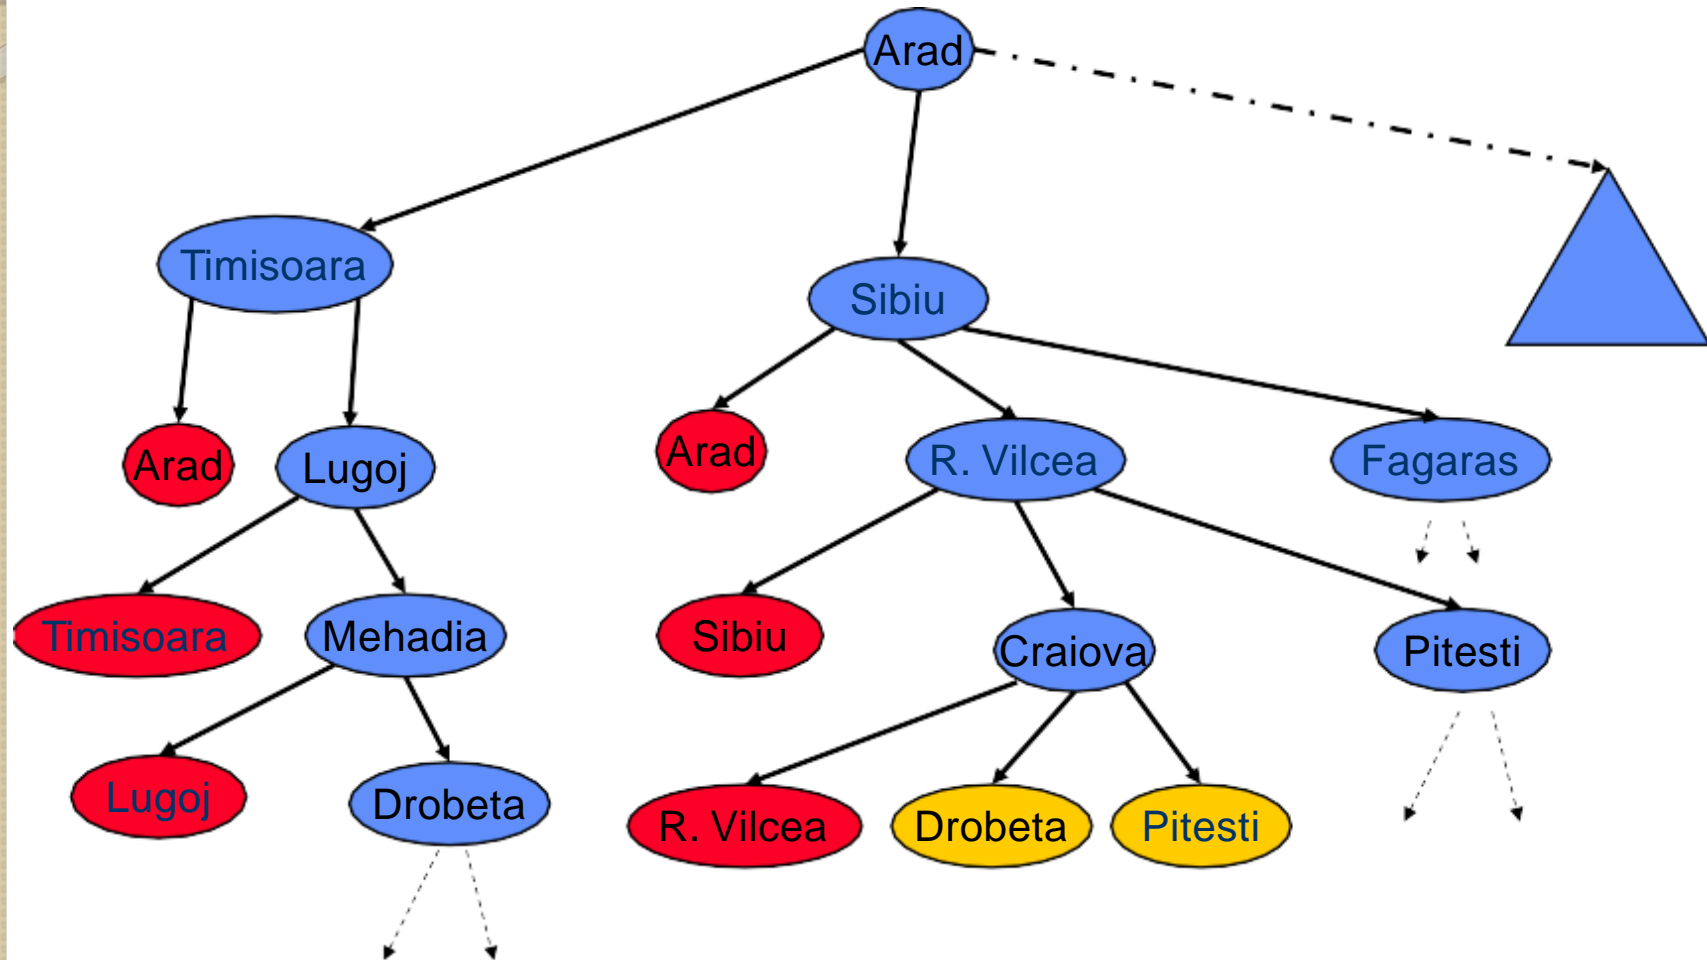 Arad
Timisoara
Sibiu
Arad
Lugoj
Arad
R. Vilcea
Fagaras
Timisoara
Mehadia
Sibiu
Craiova
Pitesti
Lugoj
Drobeta
R. Vilcea
Drobeta
Pitesti